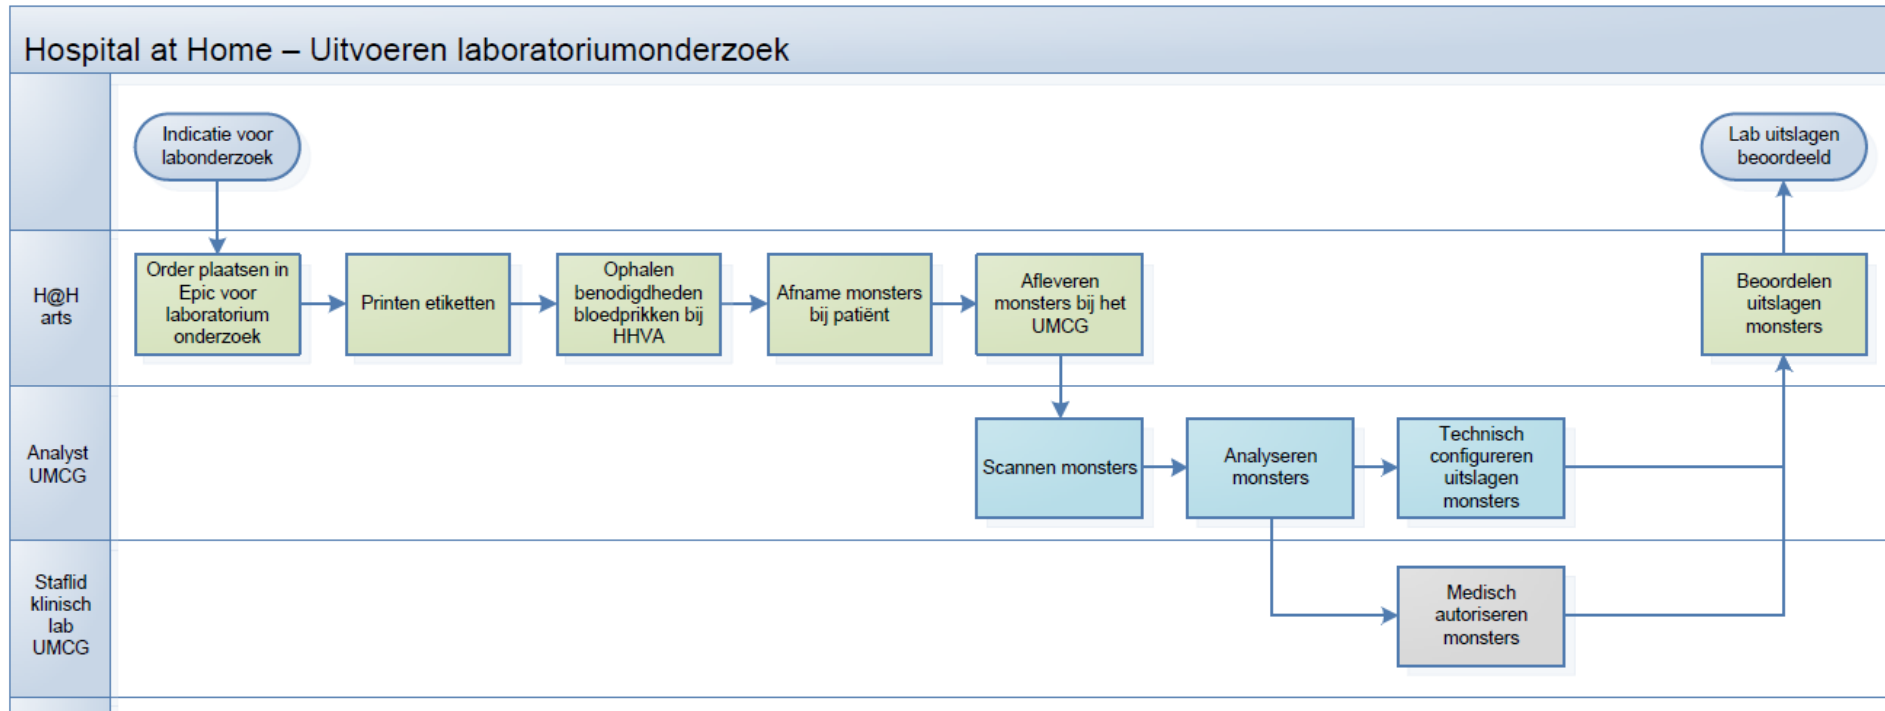 Hospital at Home – Uitvoeren laboratoriumonderzoek
Indicatie voor
labonderzoek
Lab uitslagen
beoordeeld
H@H
arts
Order plaatsen in
Epic voor
laboratorium
onderzoek
Printen etiketten
Ophalen
benodigdheden
bloedprikken bij
HHVA
Afname monsters
bij patiënt
Afleveren
monsters bij het
UMCG
Beoordelen
uitslagen
monsters
Analyst
UMCG
Scannen monsters
Analyseren
monsters
Technisch
configureren
uitslagen
monsters
Staflid
klinisch
lab
UMCG
Medisch
autoriseren
monsters